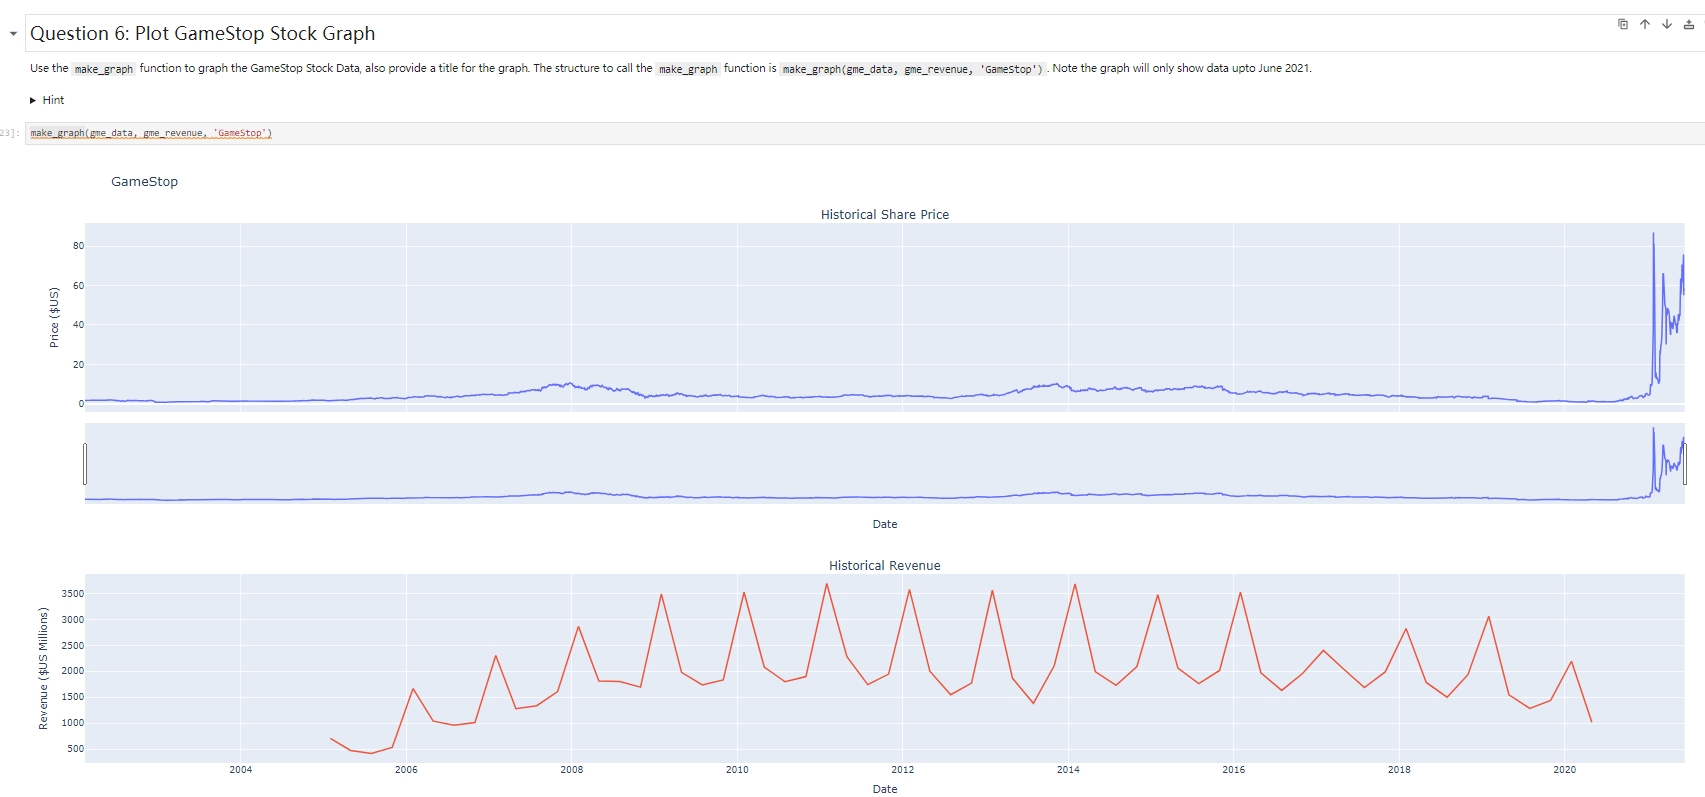 Question 6: Plot GameStop Stock Graph
Use the make_graph function to graph the GameStop Stock Data, also provide a title for the graph. The structure to call the make_graph function is make_graph(gme_data, gme_revenue, 'GameStop') . Note the graph will only show data upto June 2021.
Hint
23]: make_graph(gme_data, gme_revenue, 'GameStop')
GameStop
Historical Share Price
Price ($US)
80
60
40
20
0
Date
Historical Revenue
Revenue ($US Millions)
3500
3000
2500
2000
1500
1000
500
2004 2006 2008 2010 2012 2014 2016 2018 2020
Date